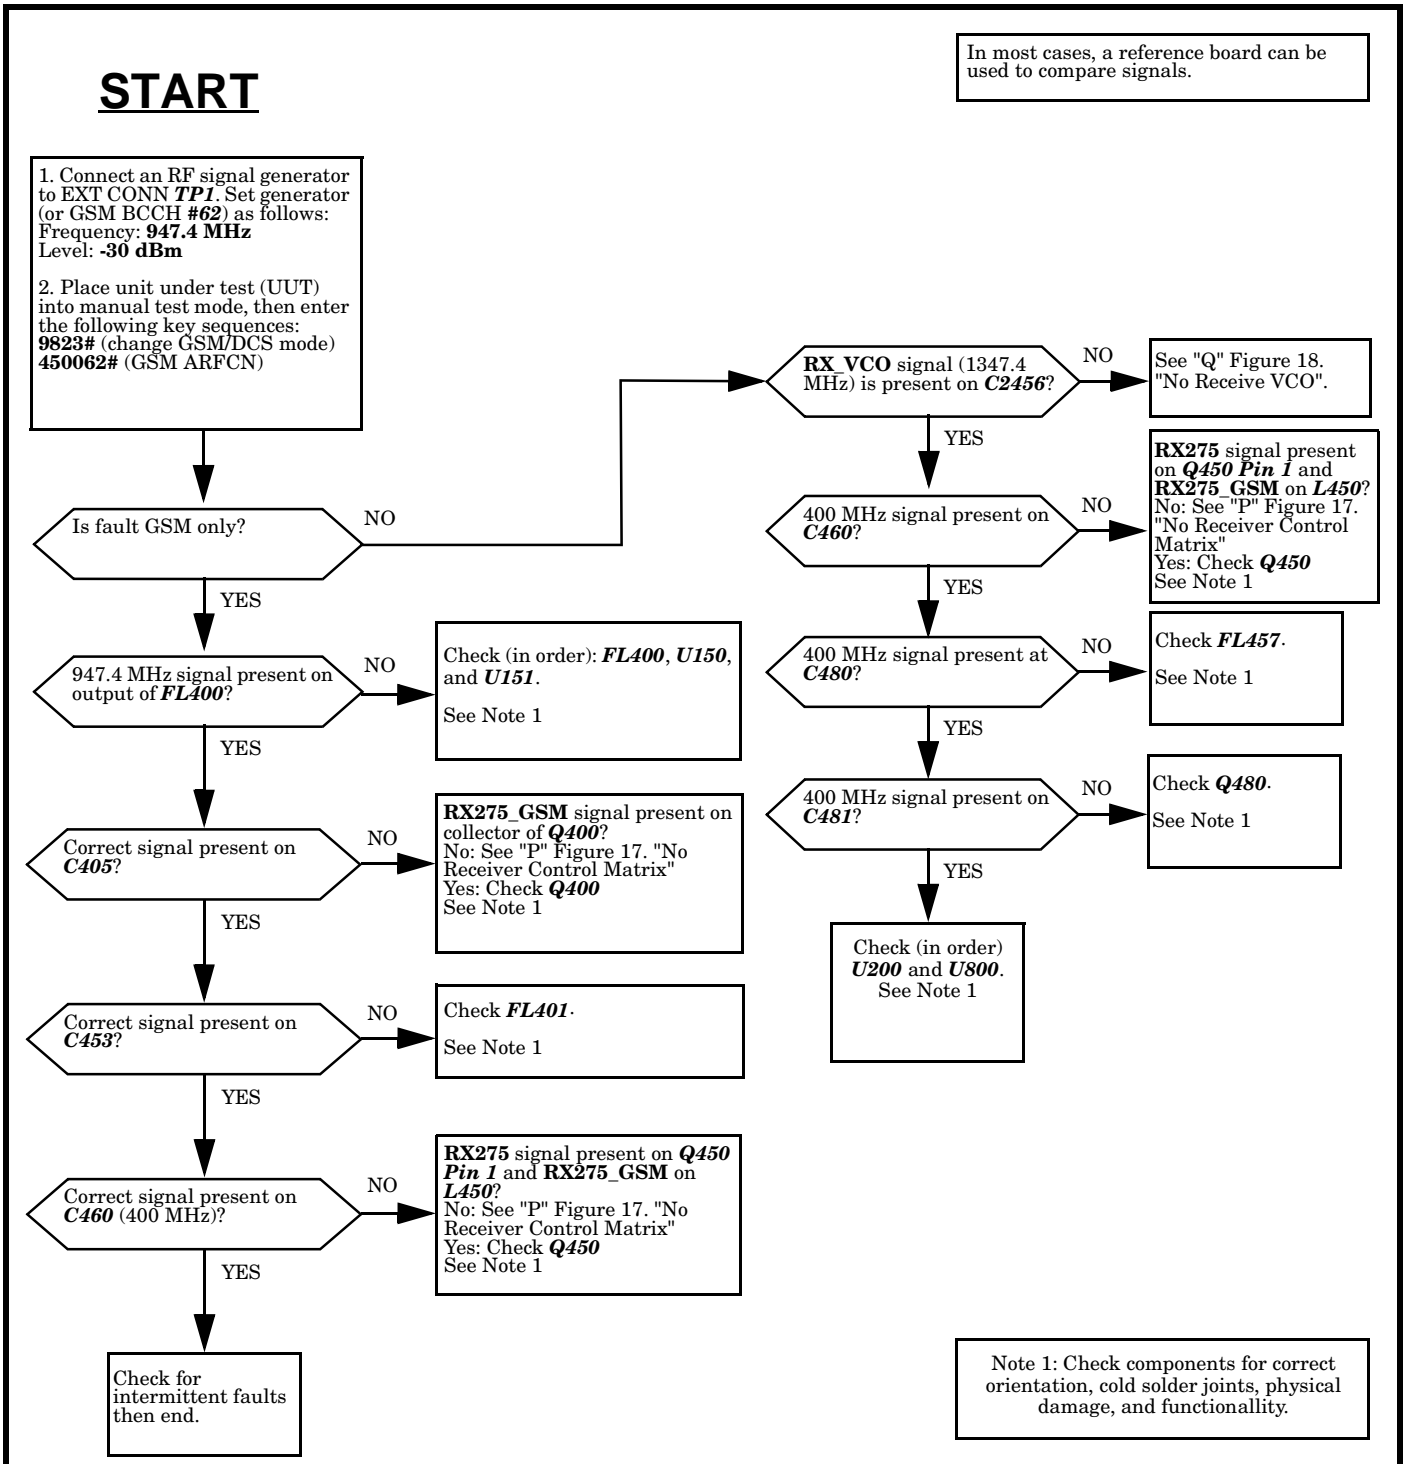 START
In most cases, a reference board can be
used to compare signals.
1. Connect an RF signal generator
to EXT CONN TP1. Set generator
(or GSM BCCH #62) as follows:
Frequency: 947.4 MHz
Level: -30 dBm
2. Place unit under test (UUT)
into manual test mode, then enter
the following key sequences:
9823# (change GSM/DCS mode)
450062# (GSM ARFCN)
Is fault GSM only?
NO
YES
947.4 MHz signal present on
output of FL400?
NO
Check (in order): FL400, U150,
and U151.
See Note 1
YES
Correct signal present on
C405?
NO
RX275_GSM signal present on
collector of Q400?
No: See "P" Figure 17. "No
Receiver Control Matrix"
Yes: Check Q400
See Note 1
YES
Correct signal present on
C453?
NO
Check FL401.
See Note 1
YES
Correct signal present on
C460 (400 MHz)?
NO
RX275 signal present on Q450
Pin 1 and RX275_GSM on
L450?
No: See "P" Figure 17. "No
Receiver Control Matrix"
Yes: Check Q450
See Note 1
YES
Check for
intermittent faults
then end.
RX_VCO signal (1347.4
MHz) is present on C2456?
NO
See "Q" Figure 18.
"No Receive VCO".
YES
400 MHz signal present on
C460?
NO
RX275 signal present
on Q450 Pin 1 and
RX275_GSM on L450?
No: See "P" Figure 17.
"No Receiver Control
Matrix"
Yes: Check Q450
See Note 1
YES
400 MHz signal present at
C480?
NO
Check FL457.
See Note 1
YES
400 MHz signal present on
C481?
NO
Check Q480.
See Note 1
YES
Check (in order)
U200 and U800.
See Note 1
Note 1: Check components for correct
orientation, cold solder joints, physical
damage, and functionallity.